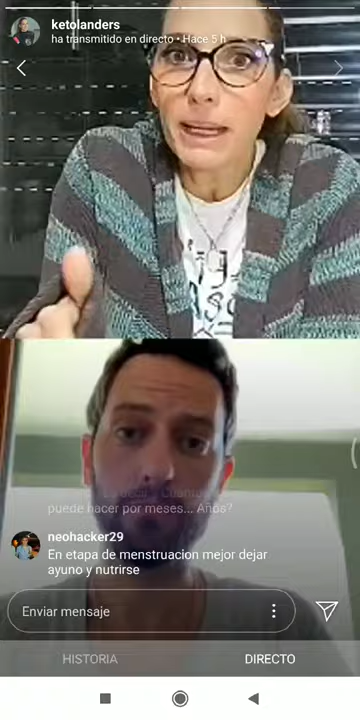 ketolanders
ha transmitido en directo • Hace 5 h
puede hacer por meses... Años?
neohacker29
En etapa de menstruacion mejor dejar
ayuno y nutrirse
Enviar mensaje
HISTORIA
DIRECTO